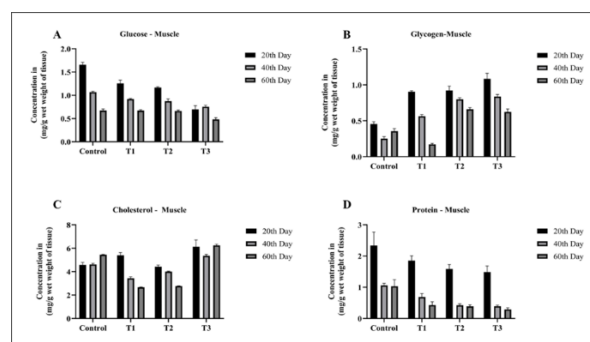 A
Glucose - Muscle
Concentration in
(mg/g wet weight of tissue)
2.0
1.5
1.0
0.5
0.0
Control T1 T2 T3
20th Day
40th Day
60th Day
B
Glycogen-Muscle
Concentration in
(mg/g wet weight of tissue)
1.5
1.0
0.5
0.0
Control T1 T2 T3
20th Day
40th Day
60th Day
C
Cholesterol - Muscle
Concentration in
(mg/g wet weight of tissue)
8
6
4
2
0
Control T1 T2 T3
20th Day
40th Day
60th Day
D
Protein - Muscle
Concentration in
(mg/g wet weight of tissue)
3
2
1
0
Control T1 T2 T3
20th Day
40th Day
60th Day